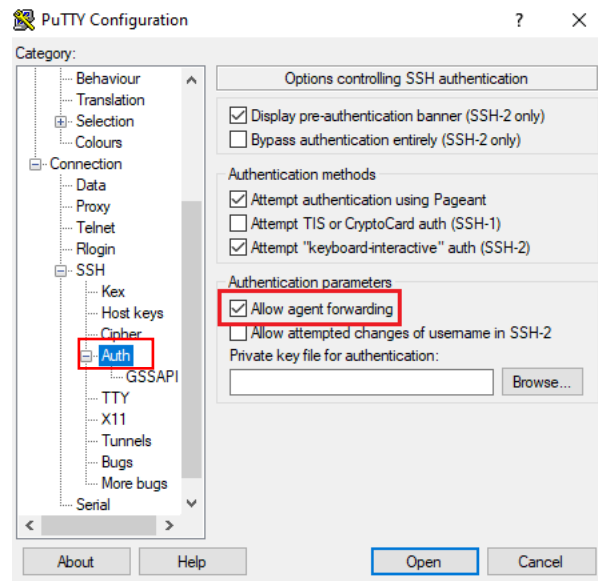 PuTTY Configuration
?
Category:
Behaviour
Translation
Selection
Colours
Connection
Data
Proxy
Telnet
Rlogin
SSH
Kex
Host keys
Cipher
Auth
GSSAPI
TTY
X11
Tunnels
Bugs
More bugs
Serial
Options controlling SSH authentication
Display pre-authentication banner (SSH-2 only)
Bypass authentication entirely (SSH-2 only)
Authentication methods
Attempt authentication using Pageant
Attempt TIS or CryptoCard auth (SSH-1)
Attempt "keyboard-interactive" auth (SSH-2)
Authentication parameters
Allow agent forwarding
Allow attempted changes of username in SSH-2
Private key file for authentication:
Browse...
About
Help
Open
Cancel